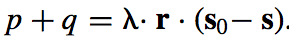 p + q = λ· r · (s₀– s).